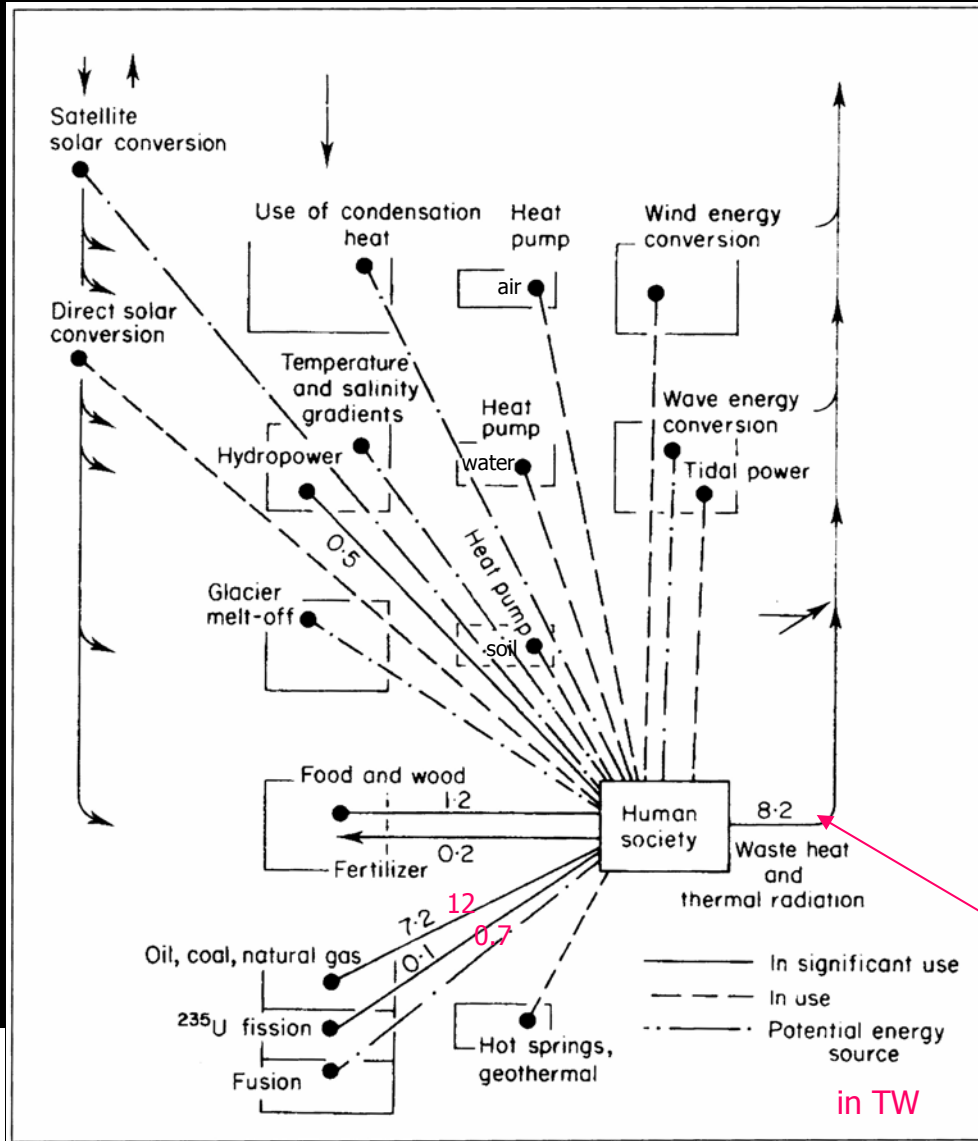 Satellite
solar conversion
Use of condensation
heat
Heat
pump
air
Wind energy
conversion
Direct solar
conversion
Temperature
and salinity
gradients
Hydropower
Heat
pump
water
Wave energy
conversion
Tidal power
0·5
Heat pump
soil
Glacier
melt-off
Food and wood
1·2
0·2
Fertilizer
Human
society
8·2
Waste heat
and
thermal radiation
7·2
12
0·1
0,7
Oil, coal, natural gas
235U fission
Fusion
Hot springs,
geothermal
In significant use
In use
Potential energy
source
in TW